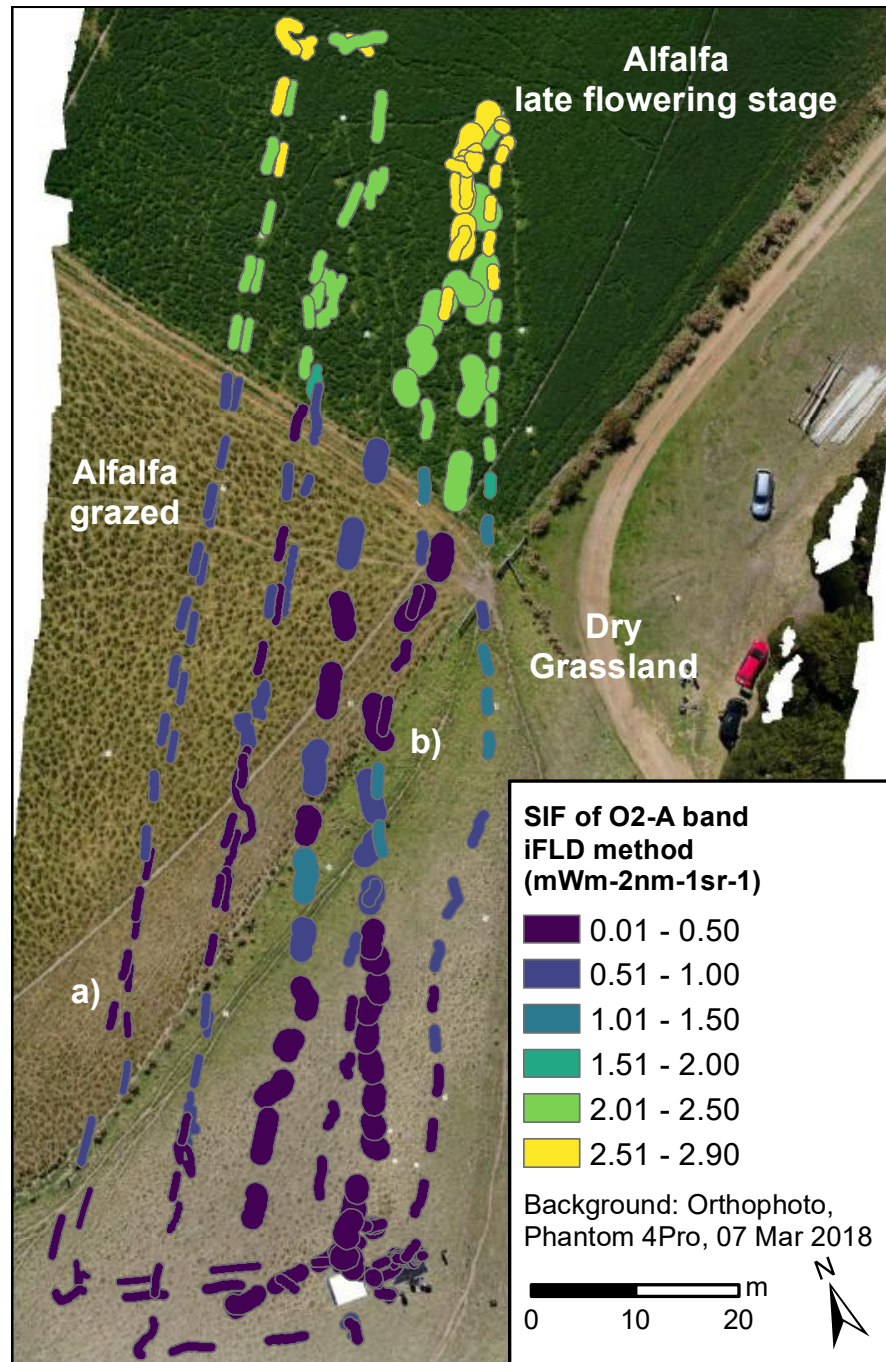 Alfalfa
late flowering stage
Alfalfa
grazed
Dry
Grassland
b)
a)
SIF of O2-A band
iFLD method
(mWm-2nm-1sr-1)
0.01 - 0.50
0.51 - 1.00
1.01 - 1.50
1.51 - 2.00
2.01 - 2.50
2.51 - 2.90
Background: Orthophoto,
Phantom 4Pro, 07 Mar 2018
m
0 10 20
N